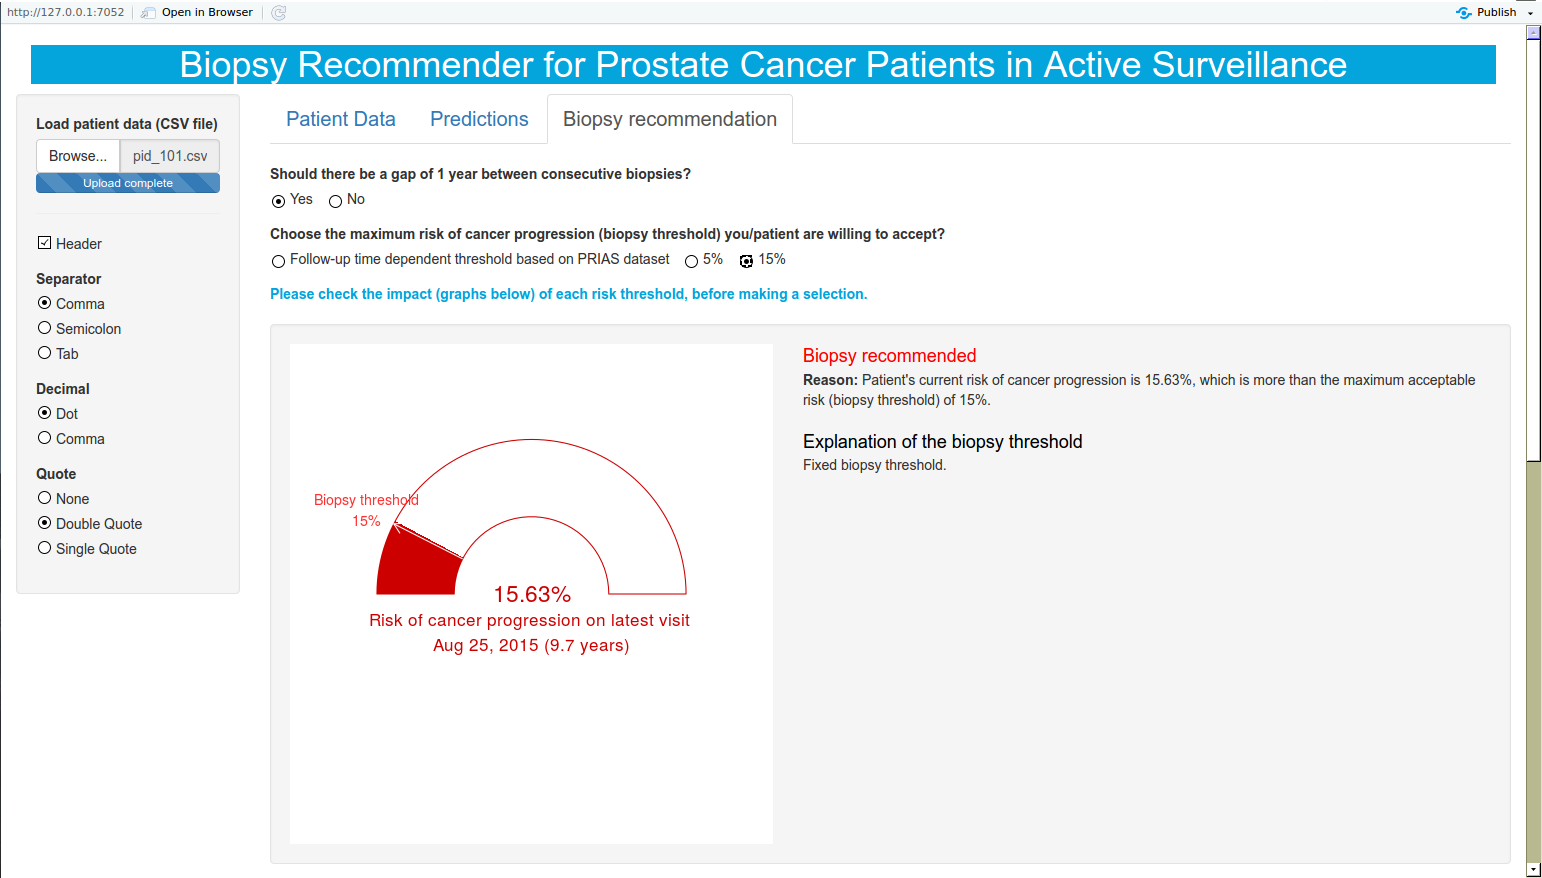 http://127.0.0.1:7052 Open in Browser Publish
Biopsy Recommender for Prostate Cancer Patients in Active Surveillance
Load patient data (CSV file)
Browse... pid_101.csv
Upload complete
Header
Separator
Comma
Semicolon
Tab
Decimal
Dot
Comma
Quote
None
Double Quote
Single Quote
Patient Data Predictions Biopsy recommendation
Should there be a gap of 1 year between consecutive biopsies?
Yes No
Choose the maximum risk of cancer progression (biopsy threshold) you/patient are willing to accept?
Follow-up time dependent threshold based on PRIAS dataset 5% 15%
Please check the impact (graphs below) of each risk threshold, before making a selection.
Biopsy threshold
15%
15.63%
Risk of cancer progression on latest visit
Aug 25, 2015 (9.7 years)
Biopsy recommended
Reason: Patient's current risk of cancer progression is 15.63%, which is more than the maximum acceptable
risk (biopsy threshold) of 15%.
Explanation of the biopsy threshold
Fixed biopsy threshold.